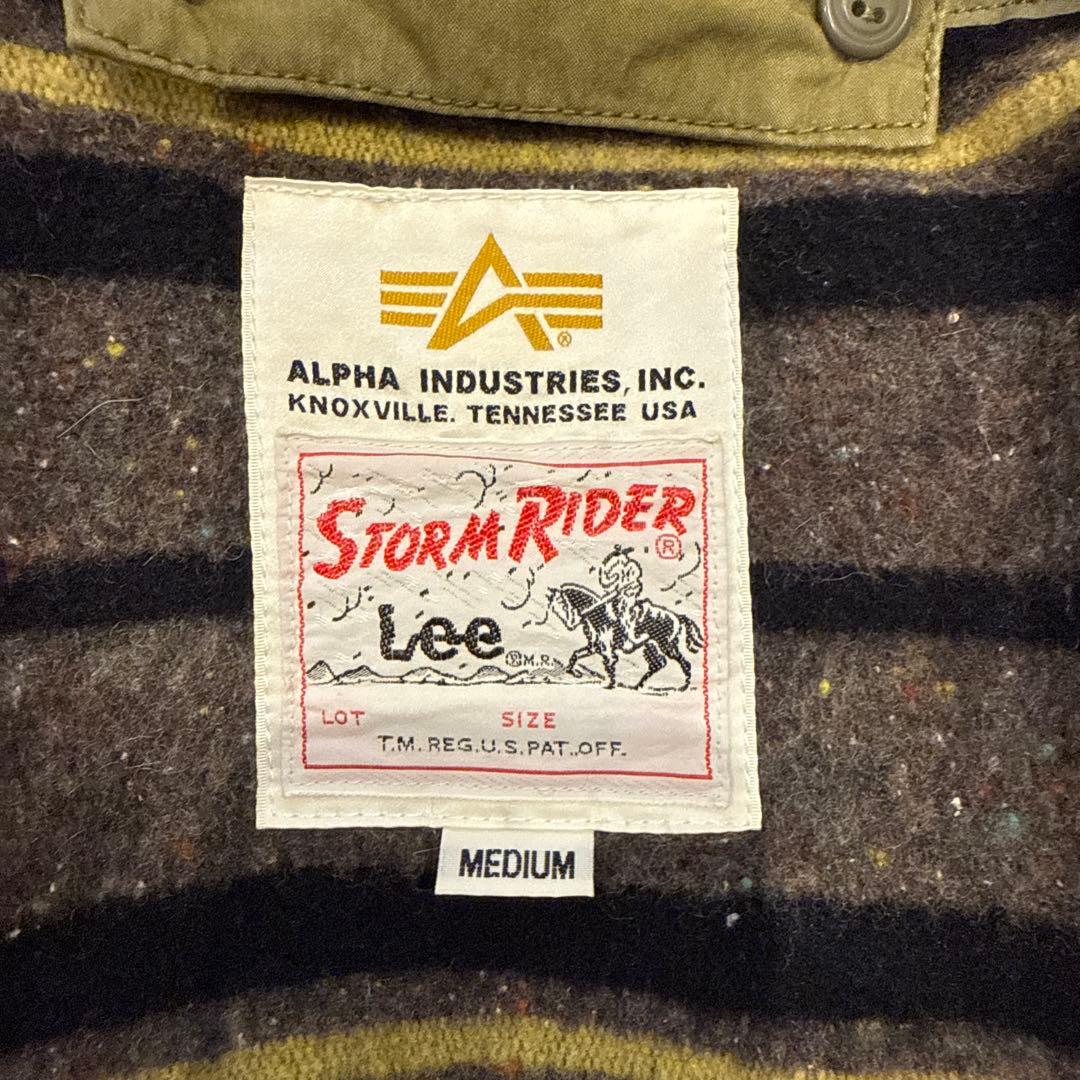 ®
ALPHA INDUSTRIES, INC.
KNOXVILLE. TENNESSEE USA
STORM RIDER
®
Lee ®M.R.
LOT SIZE
T.M. REG.U.S.PAT..OFF.
MEDIUM